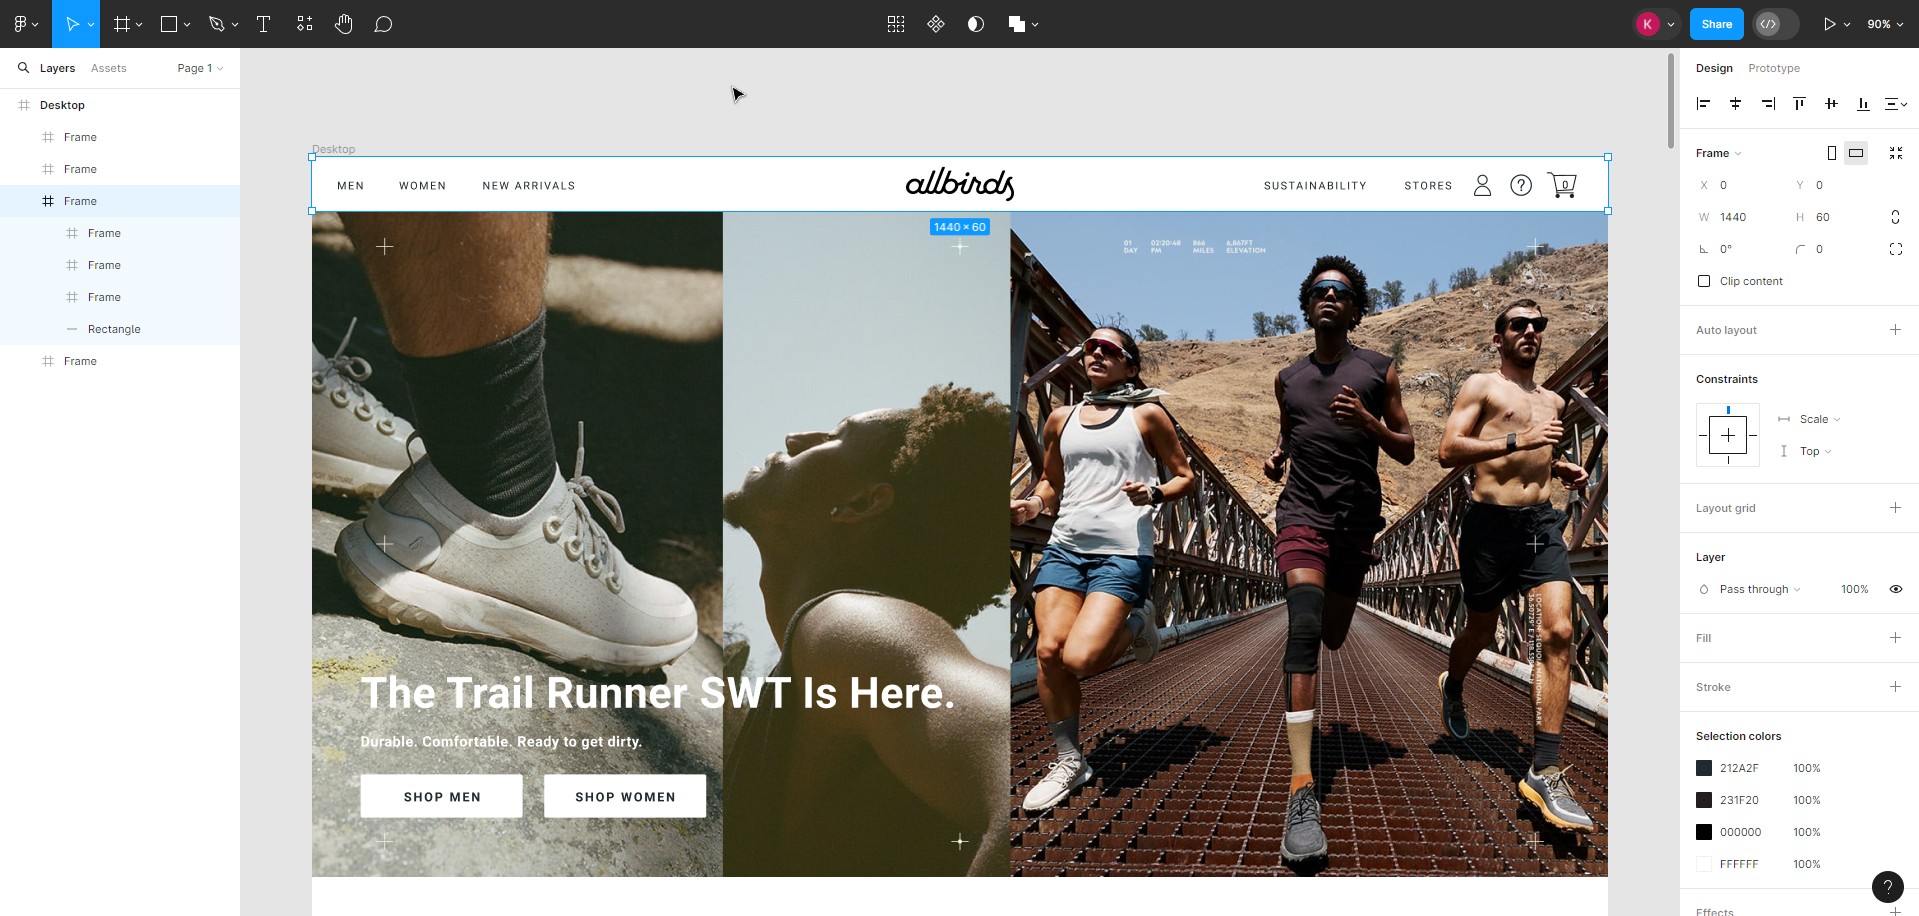 K
Share
90%
Layers
Assets
Page 1
Design
Prototype
Desktop
Frame
Frame
Frame
Frame
Frame
Frame
Rectangle
Frame
Desktop
MEN
WOMEN
NEW ARRIVALS
allbirds
SUSTAINABILITY
STORES
?
0
1440 × 60
01
DAY
02:20:48
PM
866
MILES
6,867FT
ELEVATION
The Trail Runner SWT Is Here.
Durable. Comfortable. Ready to get dirty.
SHOP MEN
SHOP WOMEN
Frame
X 0
Y 0
W 1440
H 60
0°
0
Clip content
Auto layout
Constraints
Scale
Top
Layout grid
Layer
Pass through
100%
Fill
Stroke
Selection colors
212A2F 100%
231F20 100%
000000 100%
FFFFFF 100%
Effects
?